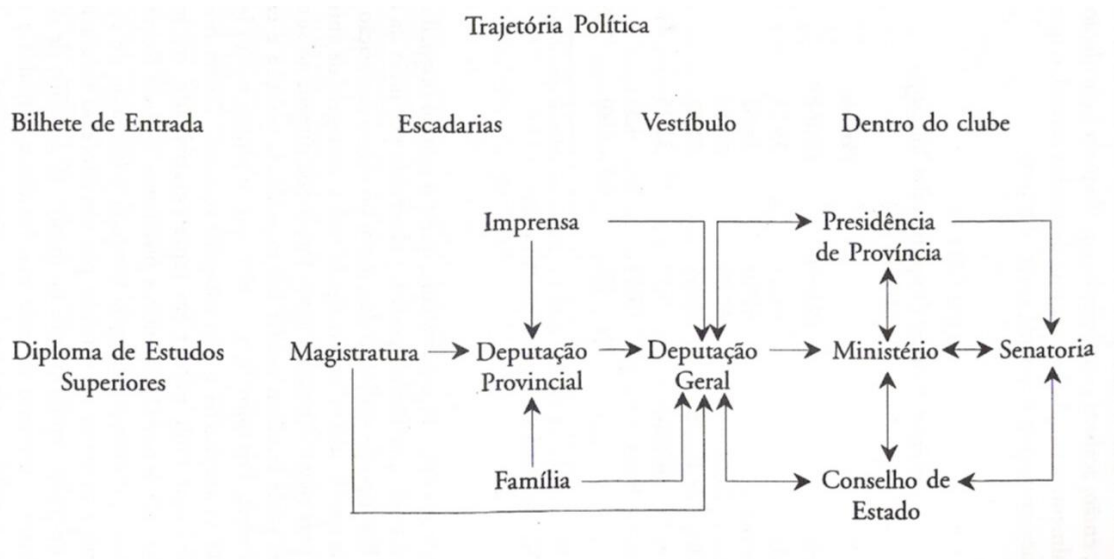 Trajetória Política
Bilhete de Entrada
Escadarias
Vestíbulo
Dentro do clube
Imprensa
Presidência
de Província
Diploma de Estudos
Superiores
Magistratura
Deputação
Provincial
Deputação
Geral
Ministério
Senatoria
Família
Conselho de
Estado